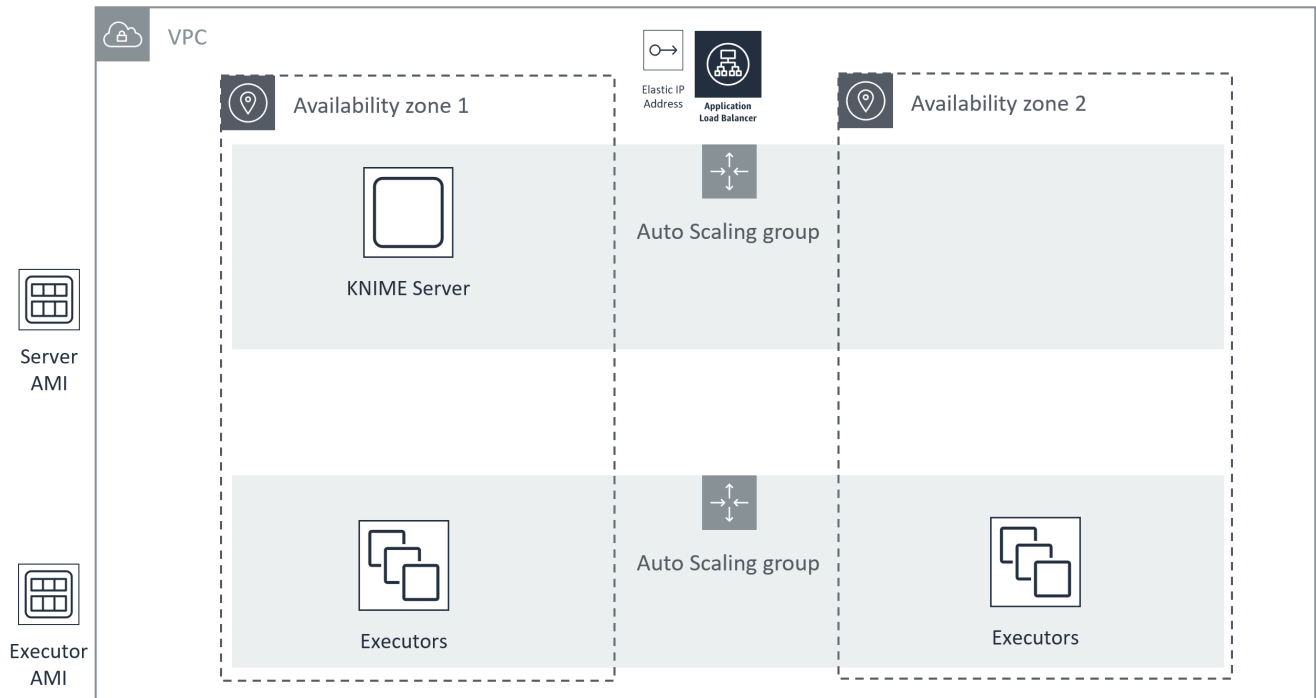 VPC
Elastic IP
Address
Application
Load Balancer
Availability zone 1
Availability zone 2
Auto Scaling group
KNIME Server
Server
AMI
Auto Scaling group
Executors
Executors
Executor
AMI